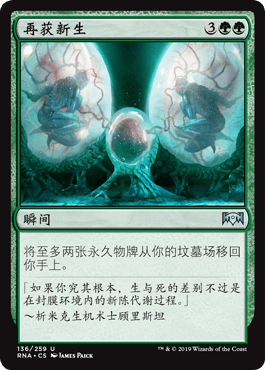 再获新生 3
瞬间
将至多两张永久物牌从你的坟墓场移回
你手上。
「如果你究其根本，生与死的差别不过是
在封膜环境内的新陈代谢过程。」
～析米克生机术士顾里斯坦
136/259 U
RNA • CS JAMES PAICK
™ & © 2019 Wizards of the Coast